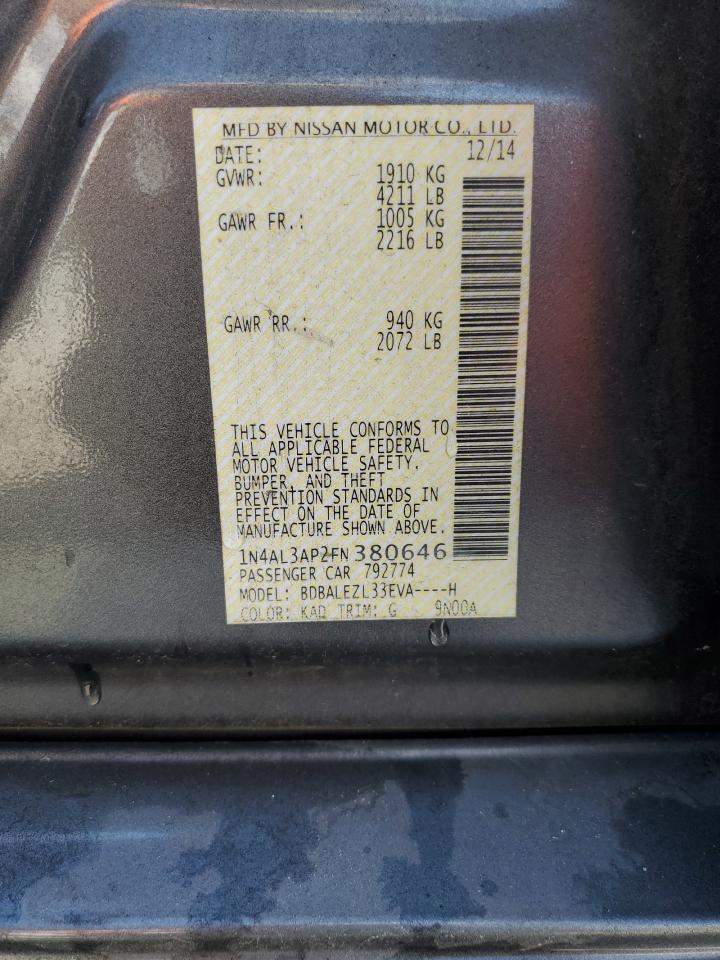 MFD BY NISSAN MOTOR CO., LTD.
DATE: 12/14
GVWR: 1910 KG
4211 LB
GAWR FR.: 1005 KG
2216 LB
GAWR RR.: 940 KG
2072 LB
THIS VEHICLE CONFORMS TO
ALL APPLICABLE FEDERAL
MOTOR VEHICLE SAFETY,
BUMPER, AND THEFT
PREVENTION STANDARDS IN
EFFECT ON THE DATE OF
MANUFACTURE SHOWN ABOVE.
1N4AL3AP2FN380646
PASSENGER CAR 792774
MODEL: BDBALEZL33EVA----H
COLOR: KAD TRIM: G 9N00A